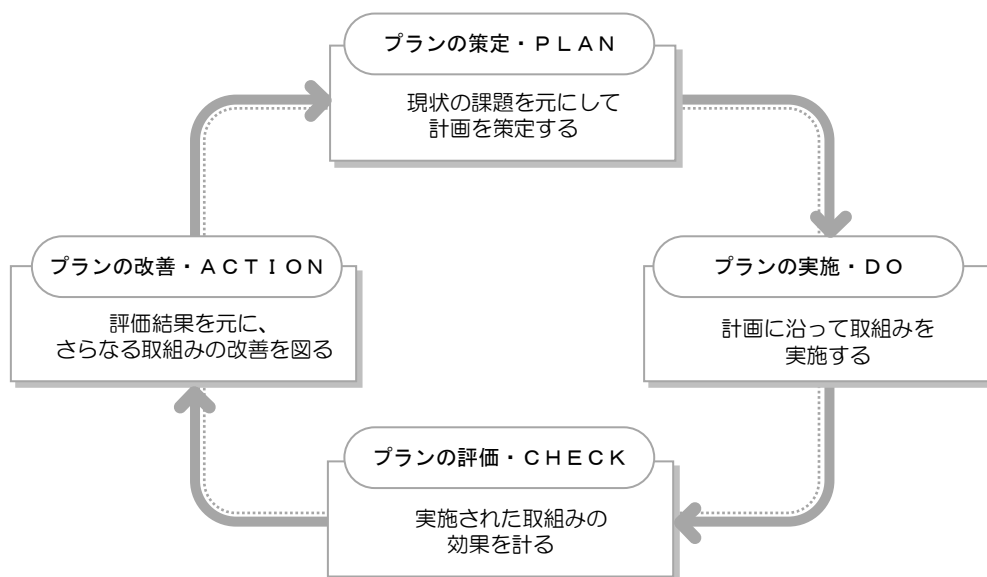 プランの策定・ＰＬＡＮ
現状の課題を元にして
計画を策定する
プランの改善・ＡＣＴＩＯＮ
評価結果を元に、
さらなる取組みの改善を図る
プランの実施・ＤＯ
計画に沿って取組みを
実施する
プランの評価・ＣＨＥＣＫ
実施された取組みの
効果を計る